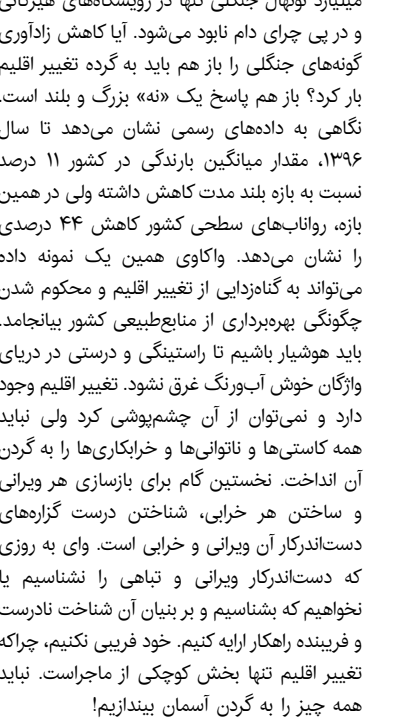 میلیارد نونهال جنگلی تنها در رویشگاه‌های هیرکانی
و در پی چرای دام نابود می‌شود. آیا کاهش زادآوری
گونه‌های جنگلی را باز هم باید به گرده تغییر اقلیم
بار کرد؟ باز هم پاسخ یک «نه» بزرگ و بلند است.
نگاهی به داده‌های رسمی نشان می‌دهد تا سال
۱۳۹۶، مقدار میانگین بارندگی در کشور ۱۱ درصد
نسبت به بازه بلند مدت کاهش داشته ولی در همین
بازه، رواناب‌های سطحی کشور کاهش ۴۴ درصدی
را نشان می‌دهد. واکاوی همین یک نمونه داده
می‌تواند به گناه‌زدایی از تغییر اقلیم و محکوم شدن
چگونگی بهره‌برداری از منابع‌طبیعی کشور بیانجامد.
باید هوشیار باشیم تا راستینگی و درستی در دریای
واژگان خوش آب‌ورنگ غرق نشود. تغییر اقلیم وجود
دارد و نمی‌توان از آن چشم‌پوشی کرد ولی نباید
همه کاستی‌ها و ناتوانی‌ها و خرابکاری‌ها را به گردن
آن انداخت. نخستین گام برای بازسازی هر ویرانی
و ساختن هر خرابی، شناختن درست گزاره‌های
دست‌اندرکار آن ویرانی و خرابی است. وای به روزی
که دست‌اندرکار ویرانی و تباهی را نشناسیم یا
نخواهیم که بشناسیم و بر بنیان آن شناخت نادرست
و فریبنده راهکار ارایه کنیم. خود فریبی نکنیم، چراکه
تغییر اقلیم تنها بخش کوچکی از ماجراست. نباید
همه چیز را به گردن آسمان بیندازیم!